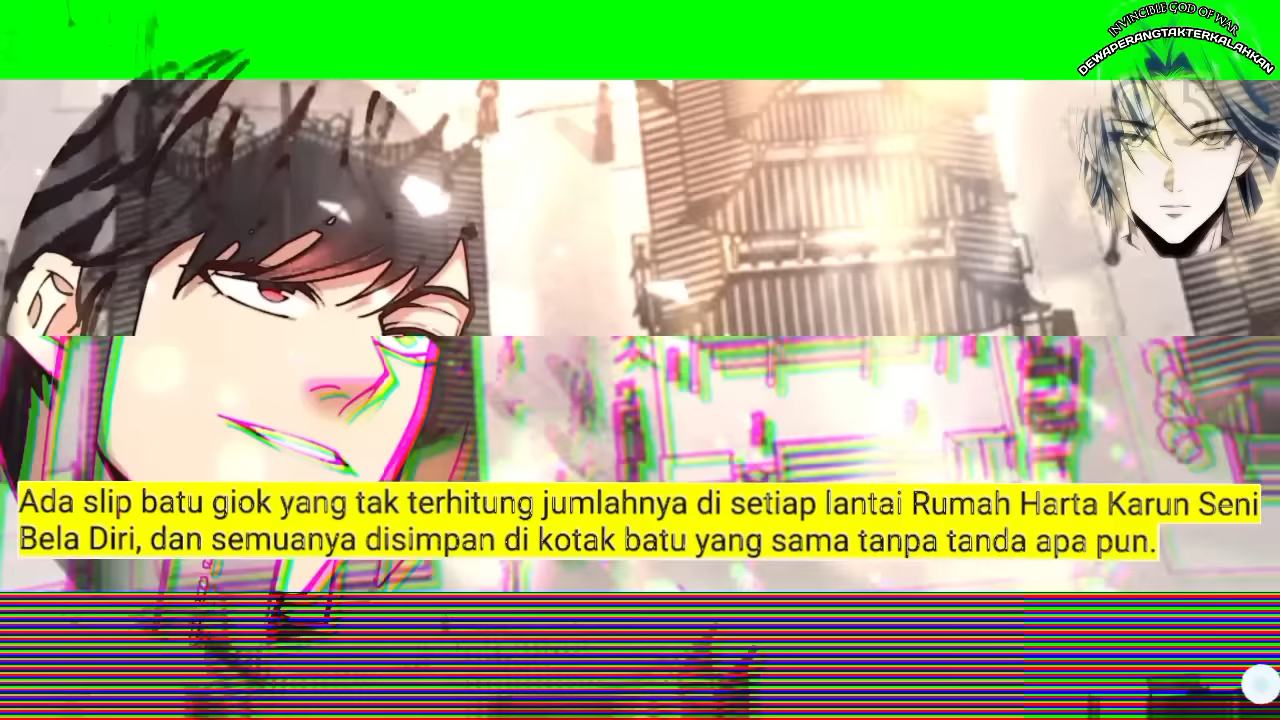 INVINCIBLE GOD OF WAR
DEWAPERANGTAKTERKALAHKAN
Ada slip batu giok yang tak terhitung jumlahnya di setiap lantai Rumah Harta Karun Seni
Bela Diri, dan semuanya disimpan di kotak batu yang sama tanpa tanda apa pun.